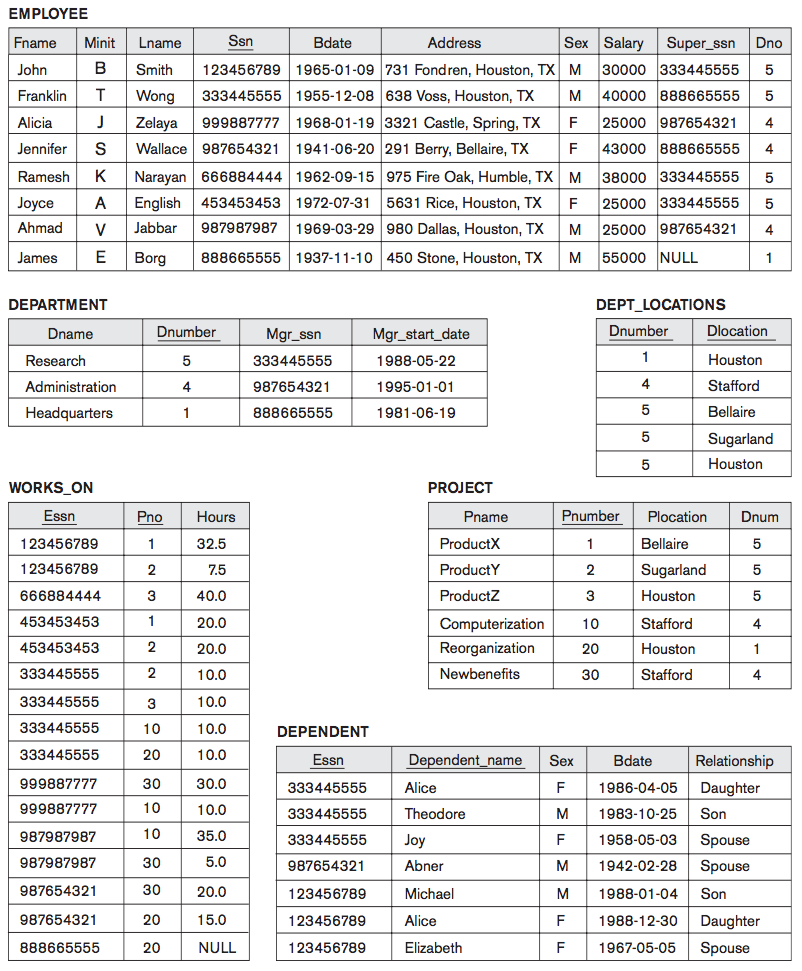 EMPLOYEE
Fname Minit Lname Ssn Bdate Address Sex Salary Super_ssn Dno
John B Smith 123456789 1965-01-09 731 Fondren, Houston, TX M 30000 333445555 5
Franklin T Wong 333445555 1955-12-08 638 Voss, Houston, TX M 40000 888665555 5
Alicia J Zelaya 999887777 1968-01-19 3321 Castle, Spring, TX F 25000 987654321 4
Jennifer S Wallace 987654321 1941-06-20 291 Berry, Bellaire, TX F 43000 888665555 4
Ramesh K Narayan 666884444 1962-09-15 975 Fire Oak, Humble, TX M 38000 333445555 5
Joyce A English 453453453 1972-07-31 5631 Rice, Houston, TX F 25000 333445555 5
Ahmad V Jabbar 987987987 1969-03-29 980 Dallas, Houston, TX M 25000 987654321 4
James E Borg 888665555 1937-11-10 450 Stone, Houston, TX M 55000 NULL 1
DEPARTMENT
Dname Dnumber Mgr_ssn Mgr_start_date
Research 5 333445555 1988-05-22
Administration 4 987654321 1995-01-01
Headquarters 1 888665555 1981-06-19
DEPT_LOCATIONS
Dnumber Dlocation
1 Houston
4 Stafford
5 Bellaire
5 Sugarland
5 Houston
WORKS_ON
Essn Pno Hours
123456789 1 32.5
123456789 2 7.5
666884444 3 40.0
453453453 1 20.0
453453453 2 20.0
333445555 2 10.0
333445555 3 10.0
333445555 10 10.0
333445555 20 10.0
999887777 30 30.0
999887777 10 10.0
987987987 10 35.0
987987987 30 5.0
987654321 30 20.0
987654321 20 15.0
888665555 20 NULL
PROJECT
Pname Pnumber Plocation Dnum
ProductX 1 Bellaire 5
ProductY 2 Sugarland 5
ProductZ 3 Houston 5
Computerization 10 Stafford 4
Reorganization 20 Houston 1
Newbenefits 30 Stafford 4
DEPENDENT
Essn Dependent_name Sex Bdate Relationship
333445555 Alice F 1986-04-05 Daughter
333445555 Theodore M 1983-10-25 Son
333445555 Joy F 1958-05-03 Spouse
987654321 Abner M 1942-02-28 Spouse
123456789 Michael M 1988-01-04 Son
123456789 Alice F 1988-12-30 Daughter
123456789 Elizabeth F 1967-05-05 Spouse